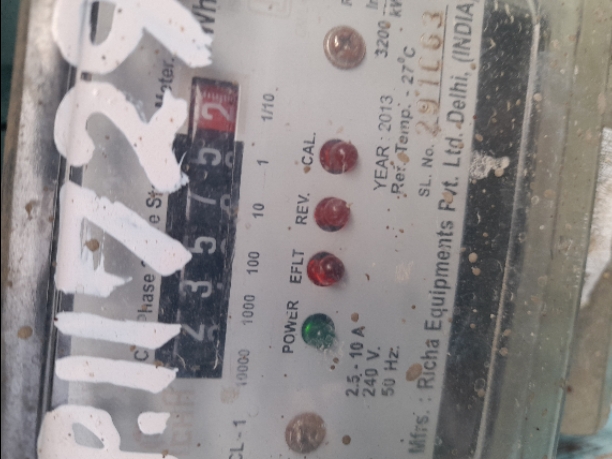 P.11729
kWh
2 3 5 7 5 2
10000 1000 100 10 1 1/10
CL-1
POWER EFLT REV. CAL.
2.5 - 10 A
240 V.
50 Hz.
3200
YEAR : 2013
Ref. Temp. 27°C
SL. No.
Mfrs. : Richa Equipments Pvt. Ltd. Delhi, (INDIA)